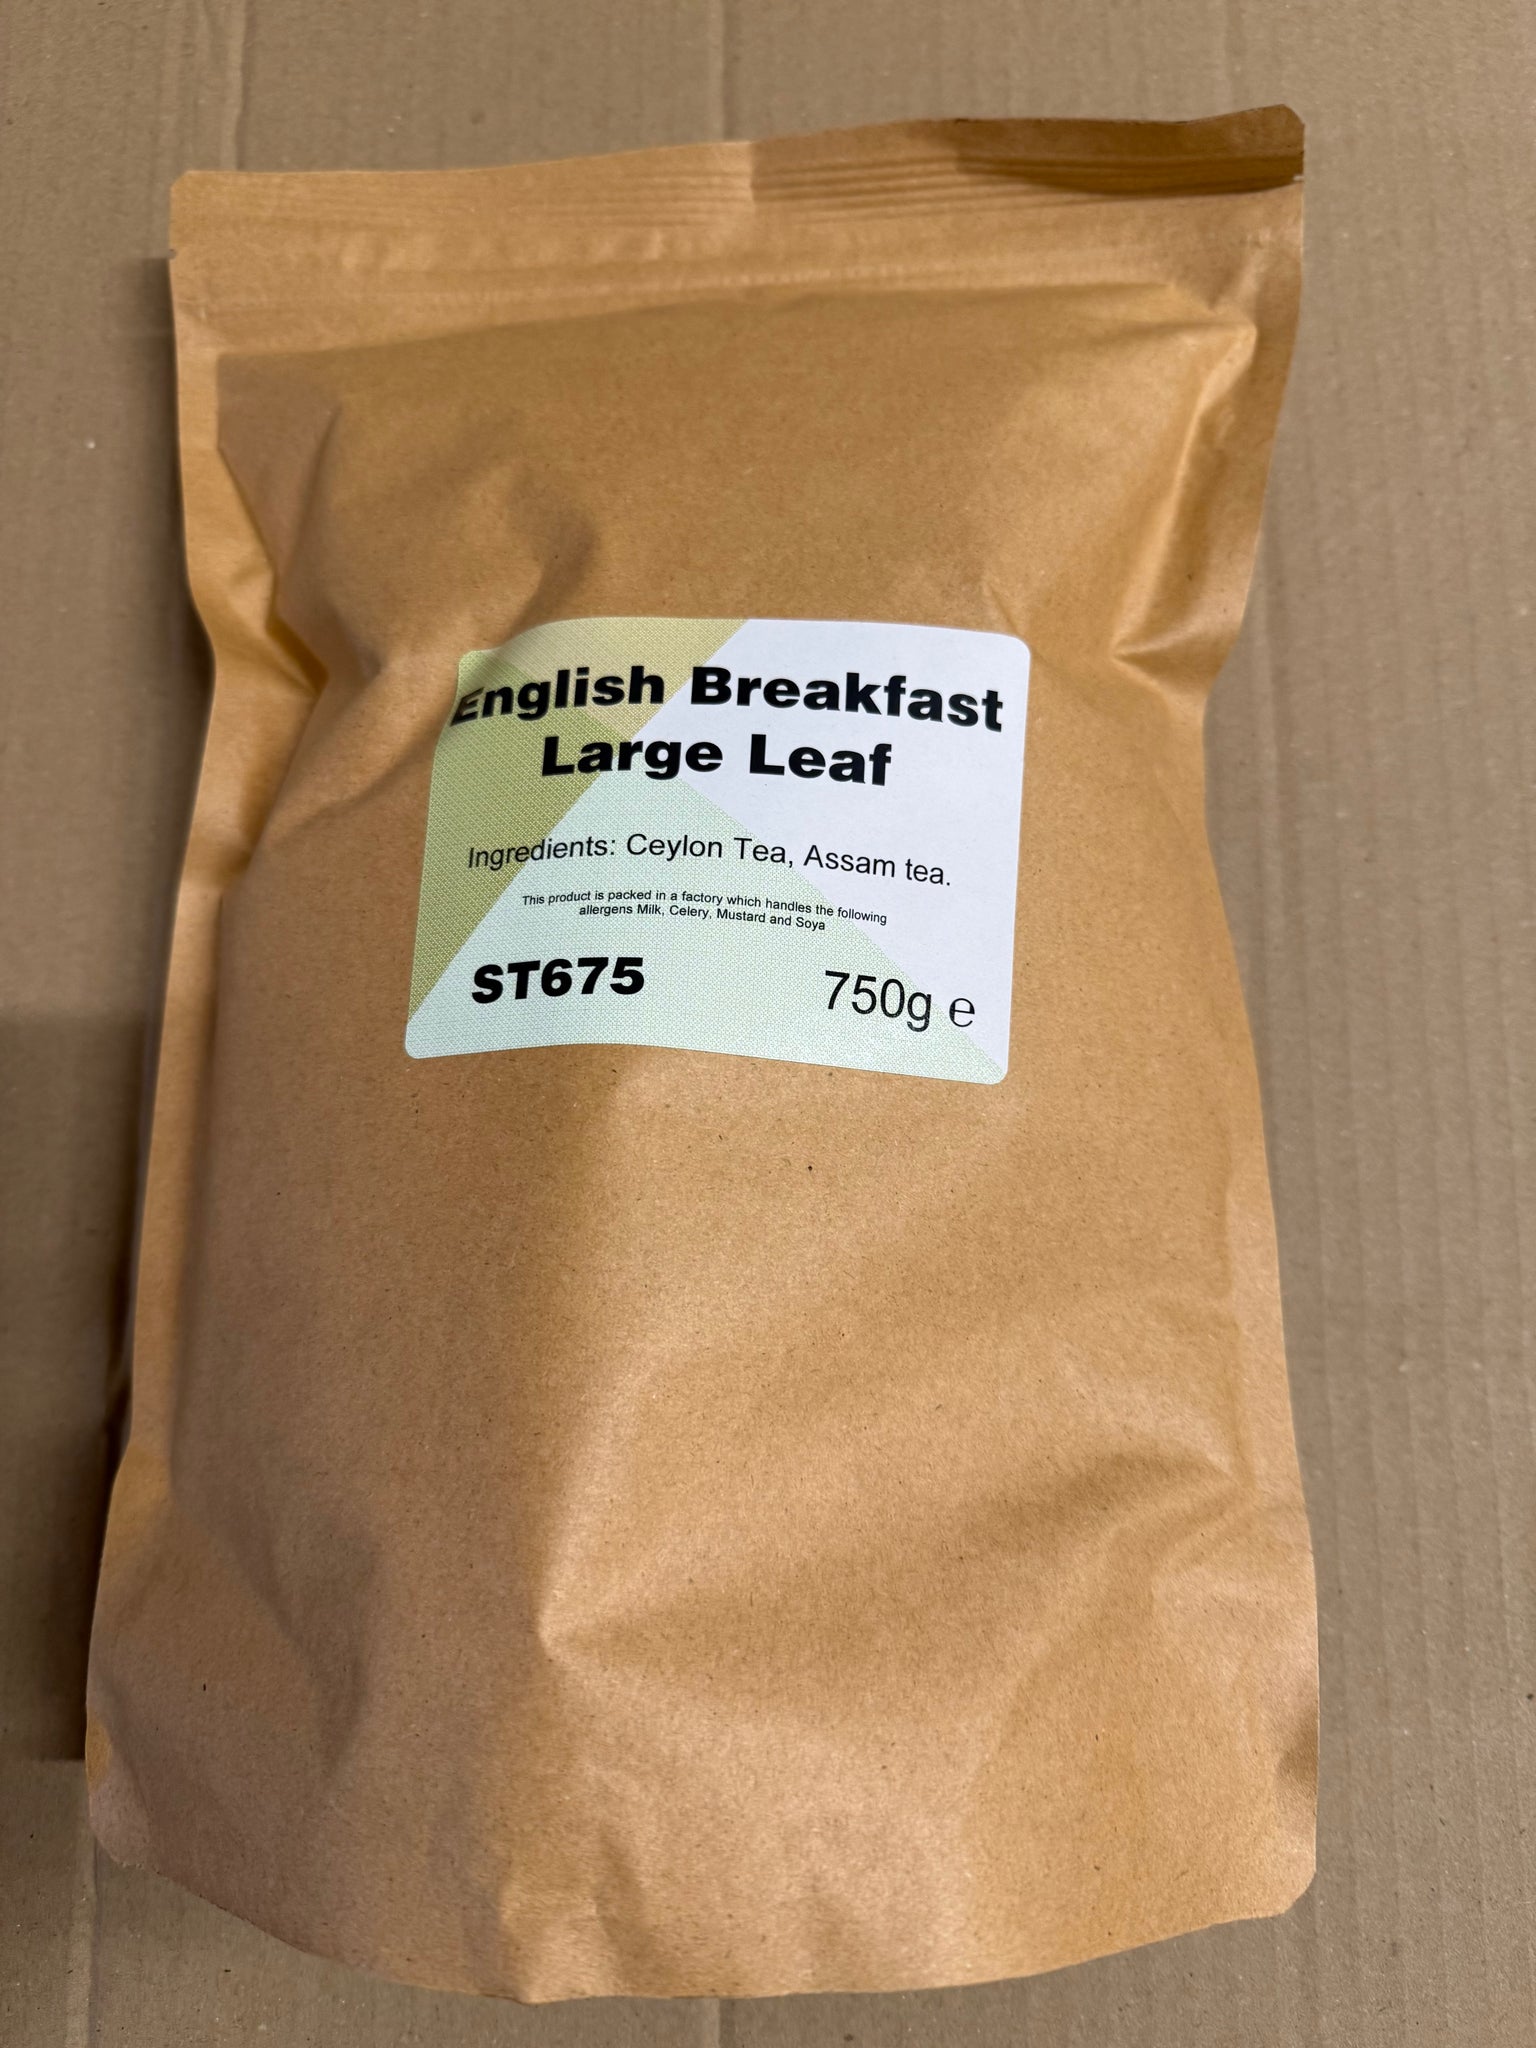 English Breakfast
Large Leaf
Ingredients: Ceylon Tea, Assam tea.
This product is packed in a factory which handles the following
allergens Milk, Celery, Mustard and Soya
ST675 750g ℮